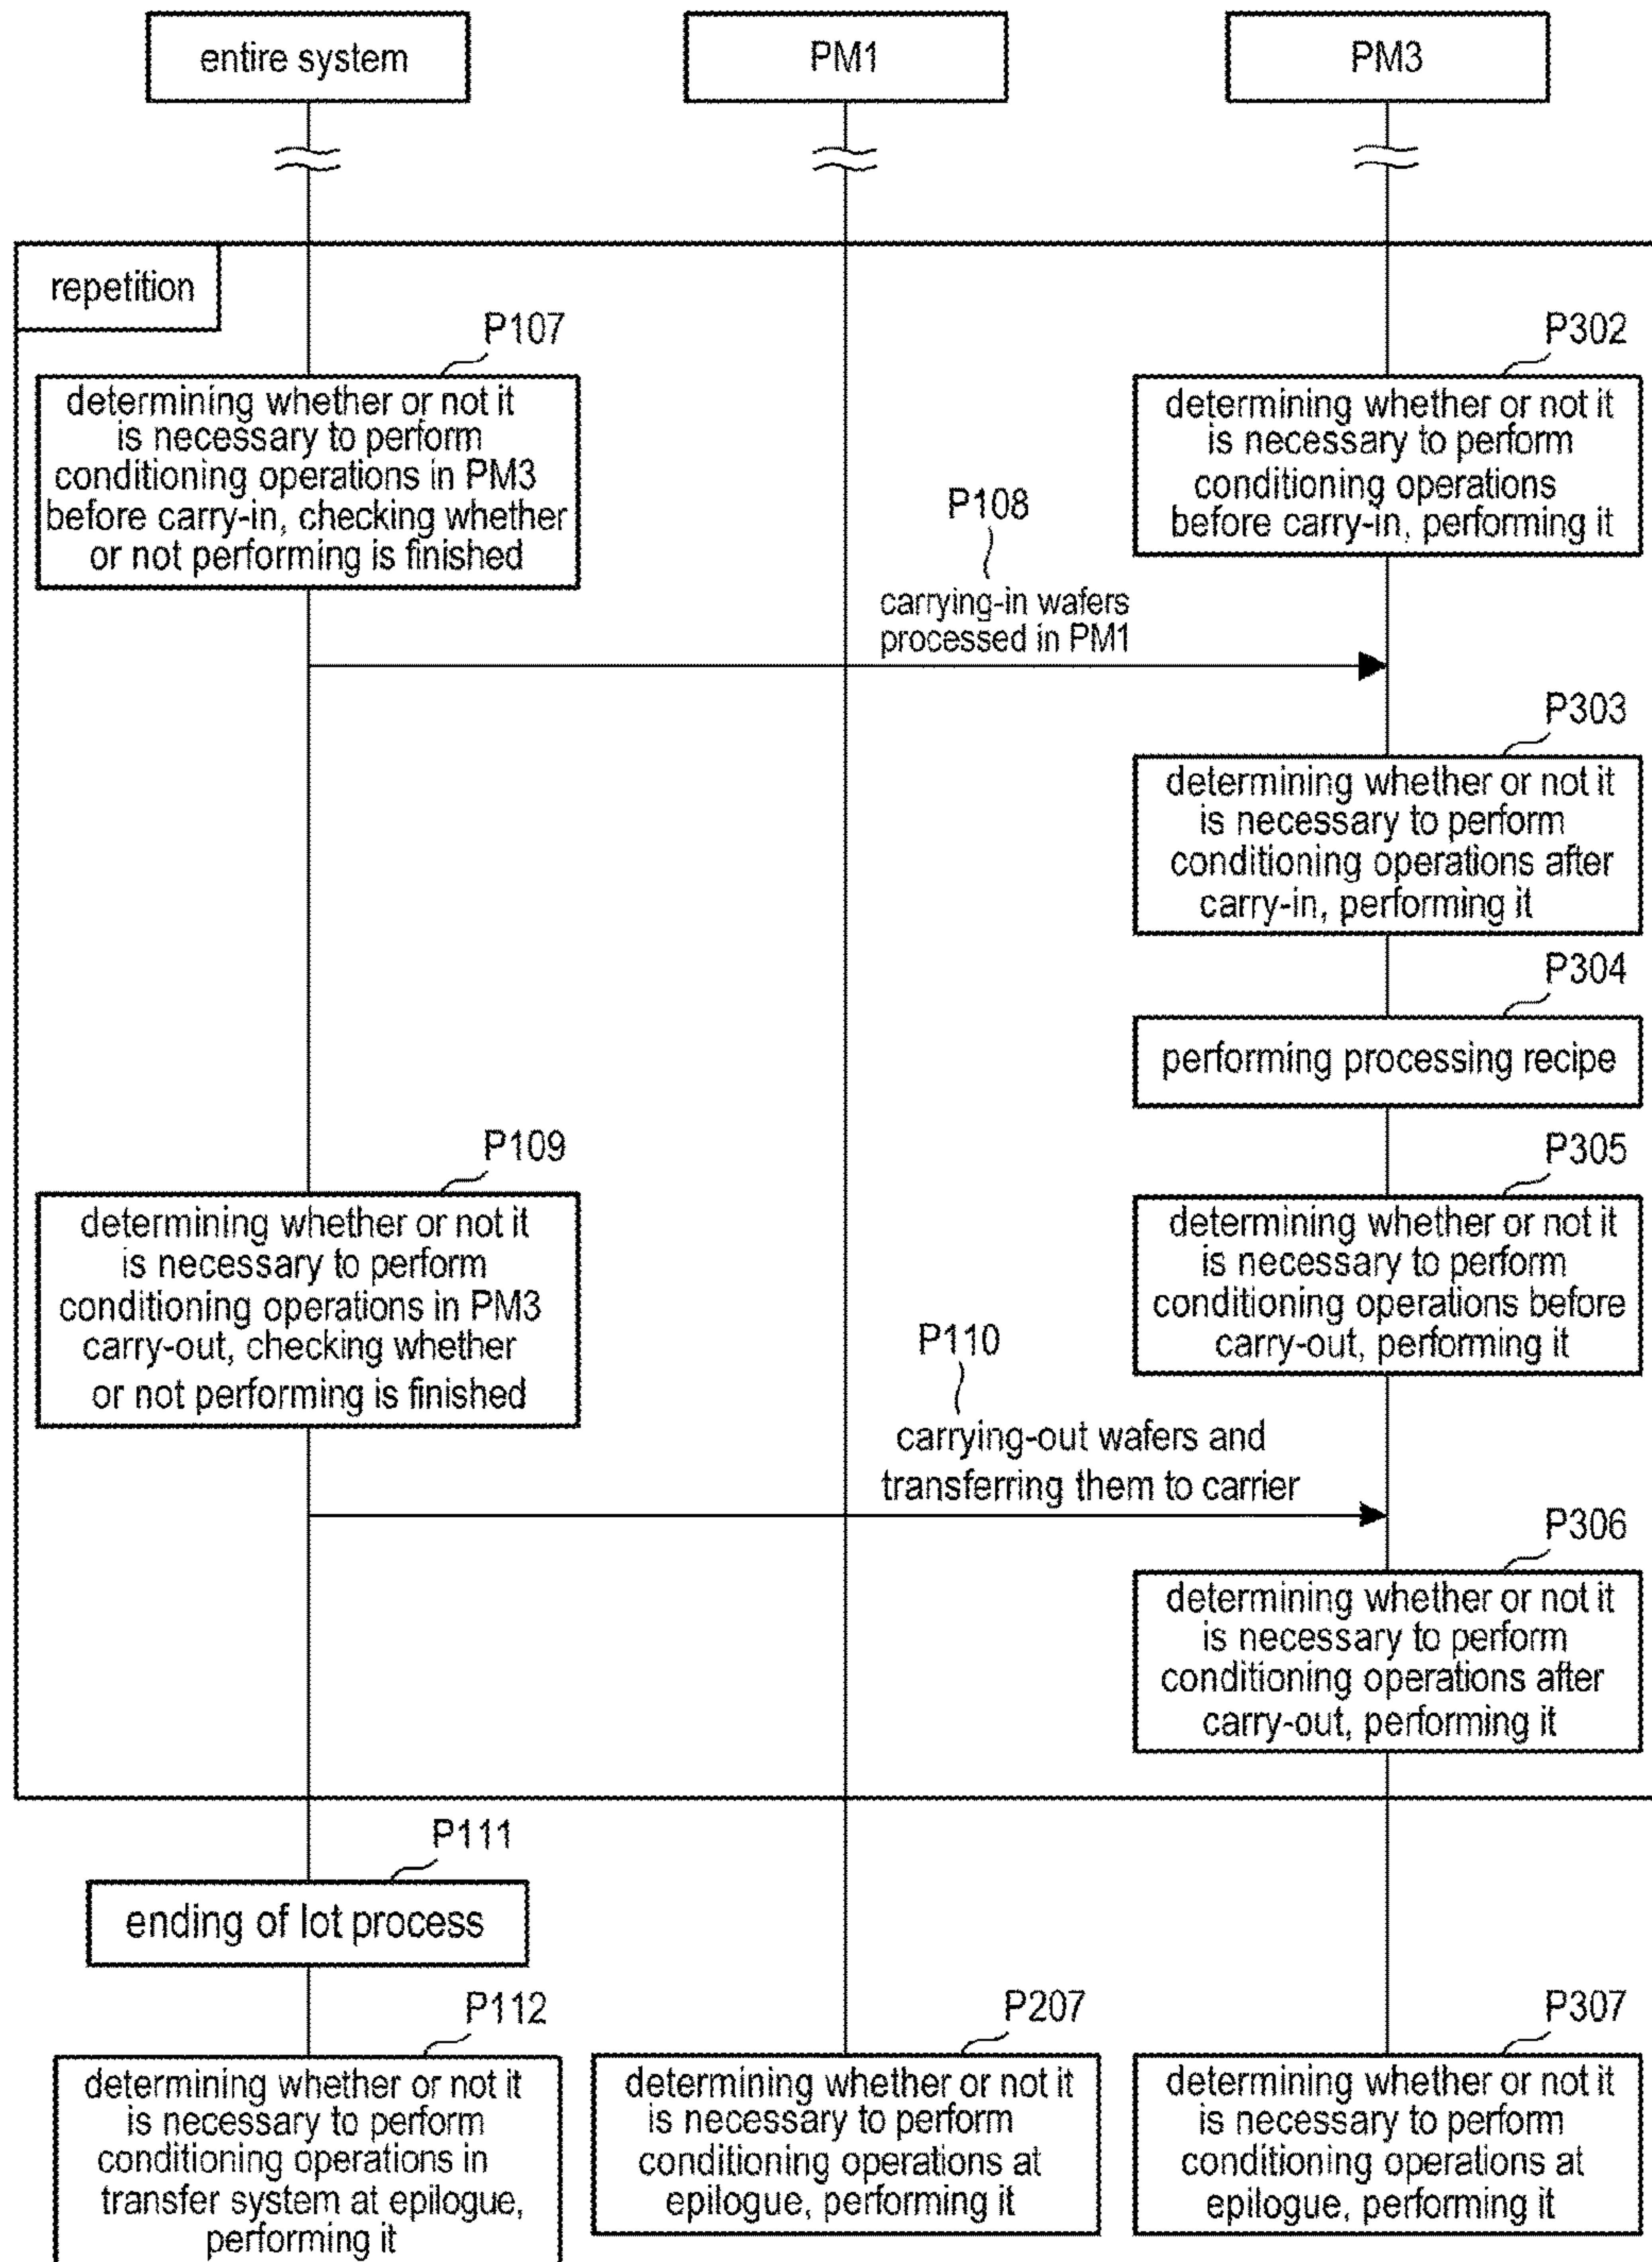 entire system
PM1
PM3
repetition
P107
determining whether or not it
is necessary to perform
conditioning operations in PM3
before carry-in, checking whether
or not performing is finished
P302
determining whether or not it
is necessary to perform
conditioning operations
before carry-in, performing it
P108
carrying-in wafers
processed in PM1
P303
determining whether or not it
is necessary to perform
conditioning operations after
carry-in, performing it
P304
performing processing recipe
P109
determining whether or not it
is necessary to perform
conditioning operations in PM3
carry-out, checking whether
or not performing is finished
P305
determining whether or not it
is necessary to perform
conditioning operations before
carry-out, performing it
P110
carrying-out wafers and
transferring them to carrier
P306
determining whether or not it
is necessary to perform
conditioning operations after
carry-out, performing it
P111
ending of lot process
P112
determining whether or not it
is necessary to perform
conditioning operations in
transfer system at epilogue,
performing it
P207
determining whether or not it
is necessary to perform
conditioning operations at
epilogue, performing it
P307
determining whether or not it
is necessary to perform
conditioning operations at
epilogue, performing it